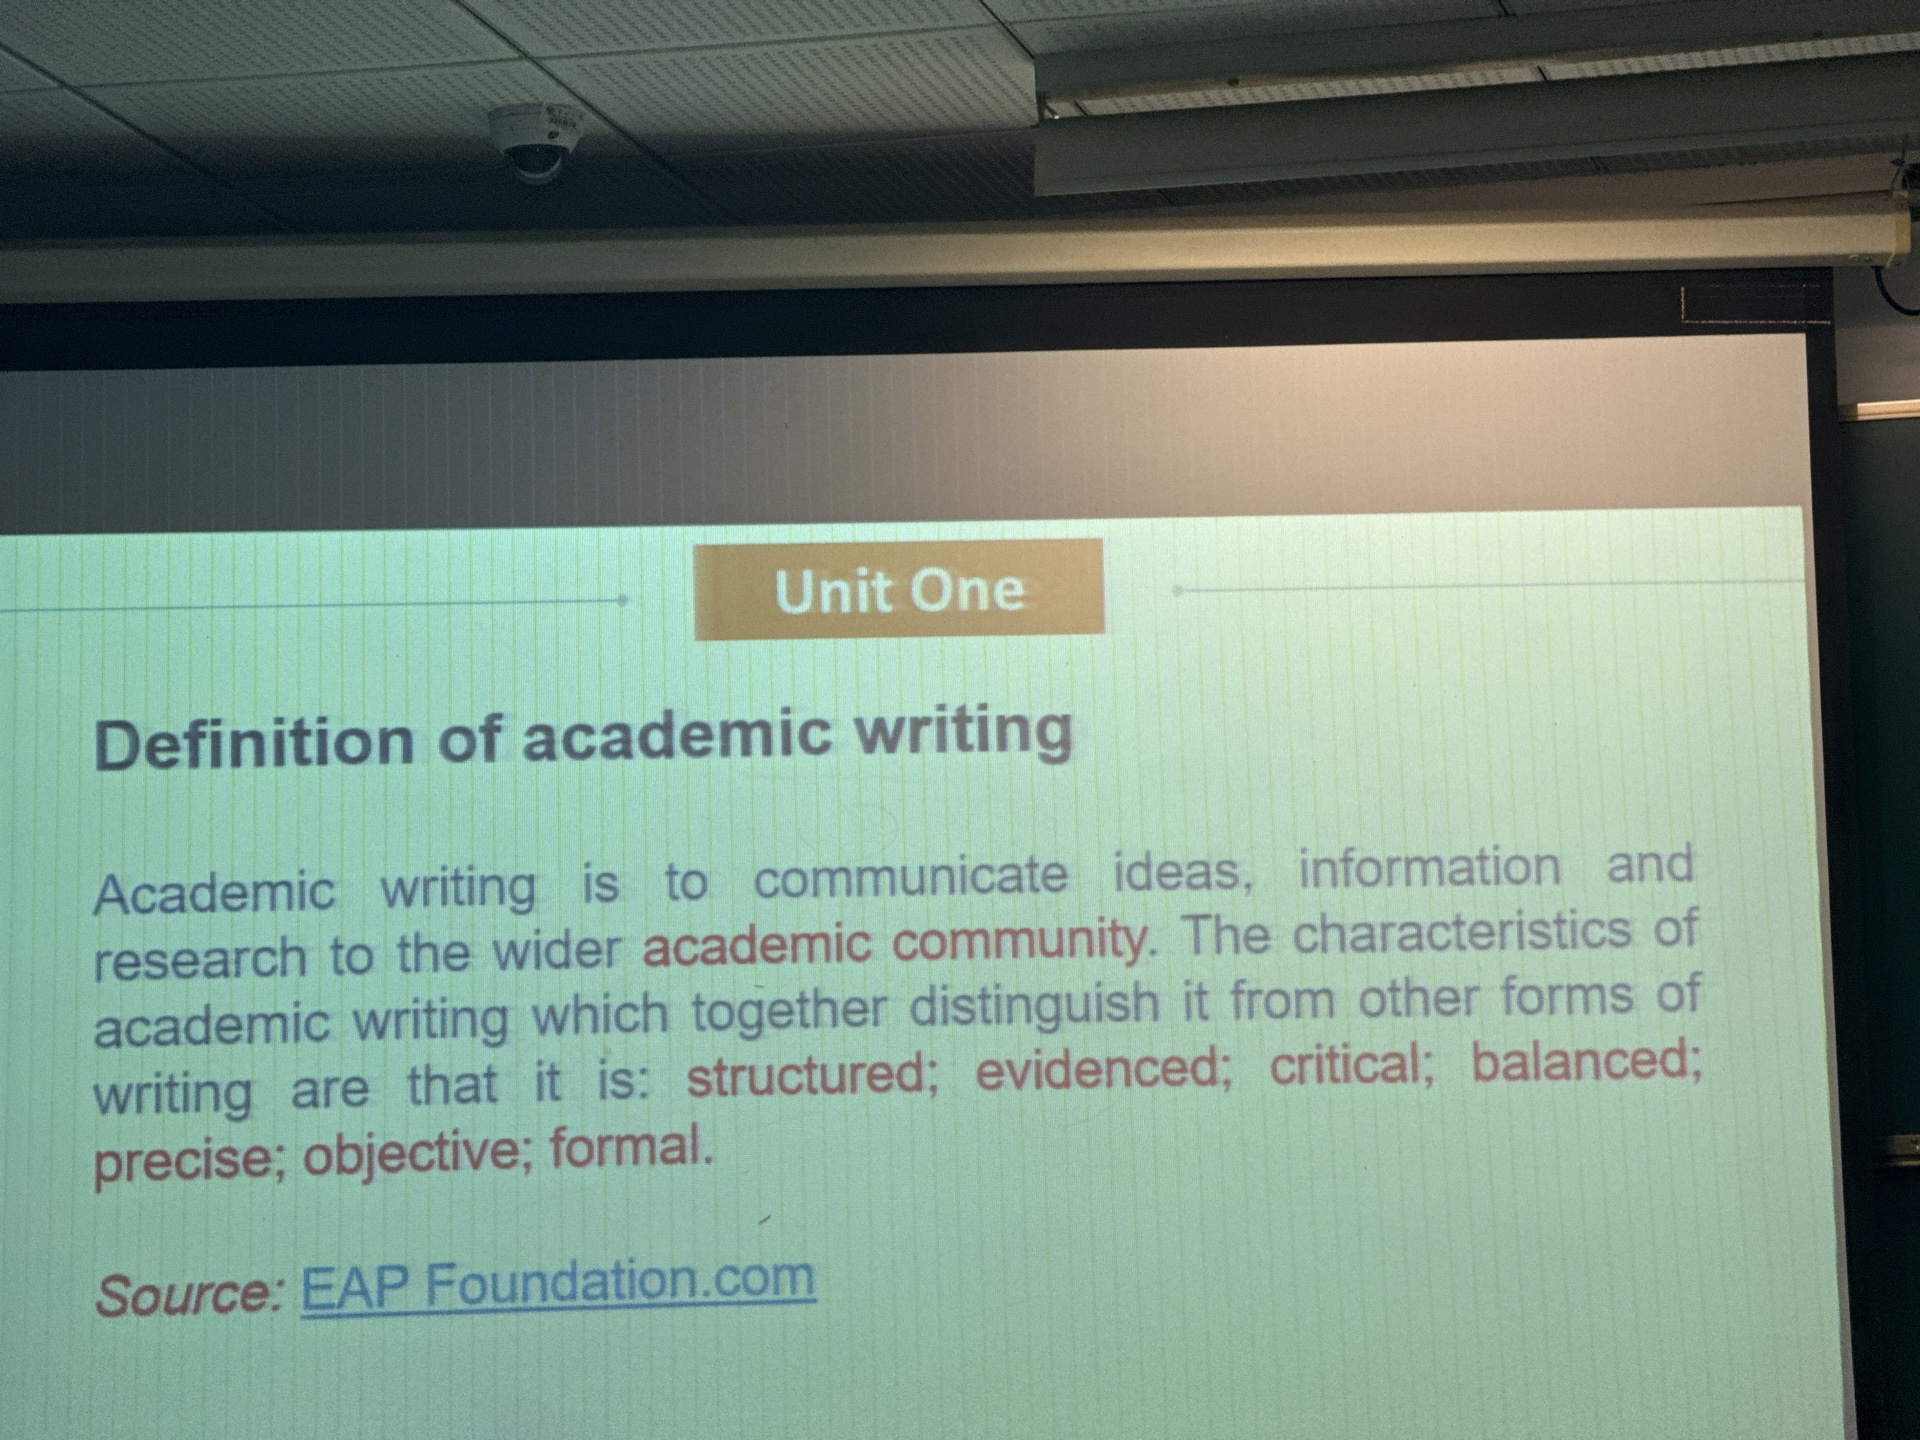 Unit One
Definition of academic writing
Academic writing is to communicate ideas, information and
research to the wider academic community. The characteristics of
academic writing which together distinguish it from other forms of
writing are that it is: structured; evidenced; critical; balanced;
precise; objective; formal.
Source: EAP Foundation.com